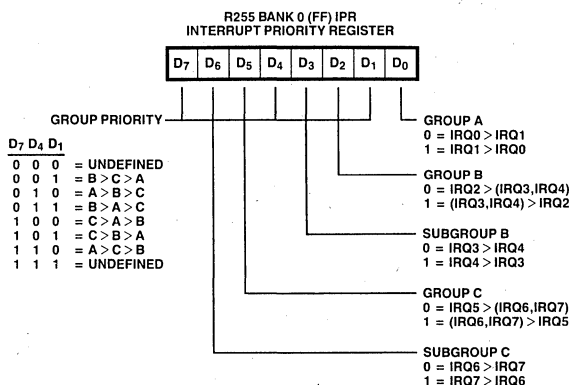 R255 BANK 0 (FF) IPR
INTERRUPT PRIORITY REGISTER
D7 D6 D5 D4 D3 D2 D1 D0
GROUP PRIORITY
D7 D4 D1
0 0 0 = UNDEFINED
0 0 1 = B > C > A
0 1 0 = A > B > C
0 1 1 = B > A > C
1 0 0 = C > A > B
1 0 1 = C > B > A
1 1 0 = A > C > B
1 1 1 = UNDEFINED
GROUP A
0 = IRQ0 > IRQ1
1 = IRQ1 > IRQ0
GROUP B
0 = IRQ2 > (IRQ3,IRQ4)
1 = (IRQ3,IRQ4) > IRQ2
SUBGROUP B
0 = IRQ3 > IRQ4
1 = IRQ4 > IRQ3
GROUP C
0 = IRQ5 > (IRQ6,IRQ7)
1 = (IRQ6,IRQ7) > IRQ5
SUBGROUP C
0 = IRQ6 > IRQ7
1 = IRQ7 > IRQ6